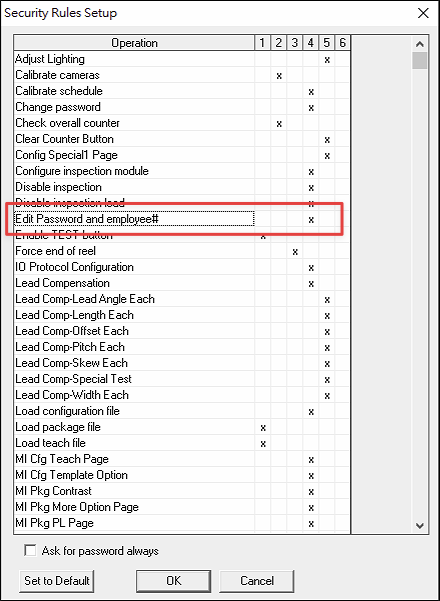 Security Rules Setup
Operation 1 2 3 4 5 6
Adjust Lighting x
Calibrate cameras x
Calibrate schedule x
Change password x
Check overall counter x
Clear Counter Button x
Config Special1 Page x
Configure inspection module x
Disable inspection x
Disable inspection lead x
Edit Password and employee# x
Enable TEST button x
Force end of reel x
IO Protocol Configuration x
Lead Compensation x
Lead Comp-Lead Angle Each x
Lead Comp-Length Each x
Lead Comp-Offset Each x
Lead Comp-Pitch Each x
Lead Comp-Skew Each x
Lead Comp-Special Test x
Lead Comp-Width Each x
Load configuration file x
Load package file x
Load teach file x
MI Cfg Teach Page x
MI Cfg Template Option x
MI Pkg Contrast x
MI Pkg More Option Page x
MI Pkg PL Page x
Ask for password always
Set to Default OK Cancel